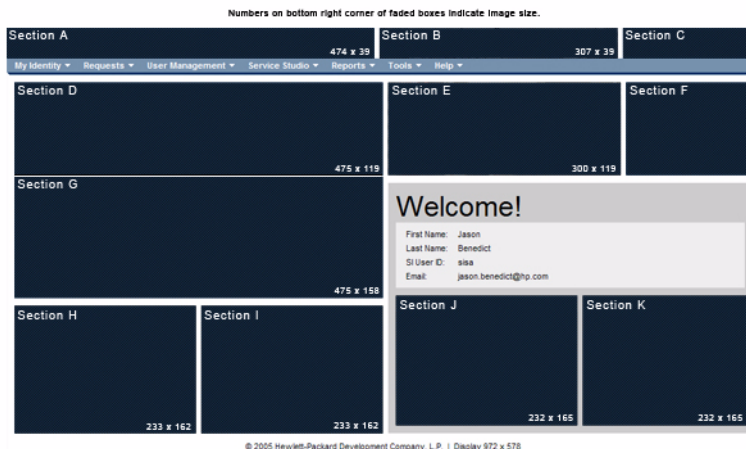 Numbers on bottom right corner of faded boxes indicate image size.
Section A
474 x 39
Section B
307 x 39
Section C
My Identity Requests User Management Service Studio Reports Tools Help
Section D
475 x 119
Section E
300 x 119
Section F
Section G
475 x 158
Welcome!
First Name: Jason
Last Name: Benedict
SI User ID: sisa
Email: jason.benedict@hp.com
Section H
233 x 162
Section I
233 x 162
Section J
232 x 165
Section K
232 x 165
© 2005 Hewlett-Packard Development Company, L.P. | Display 972 x 578